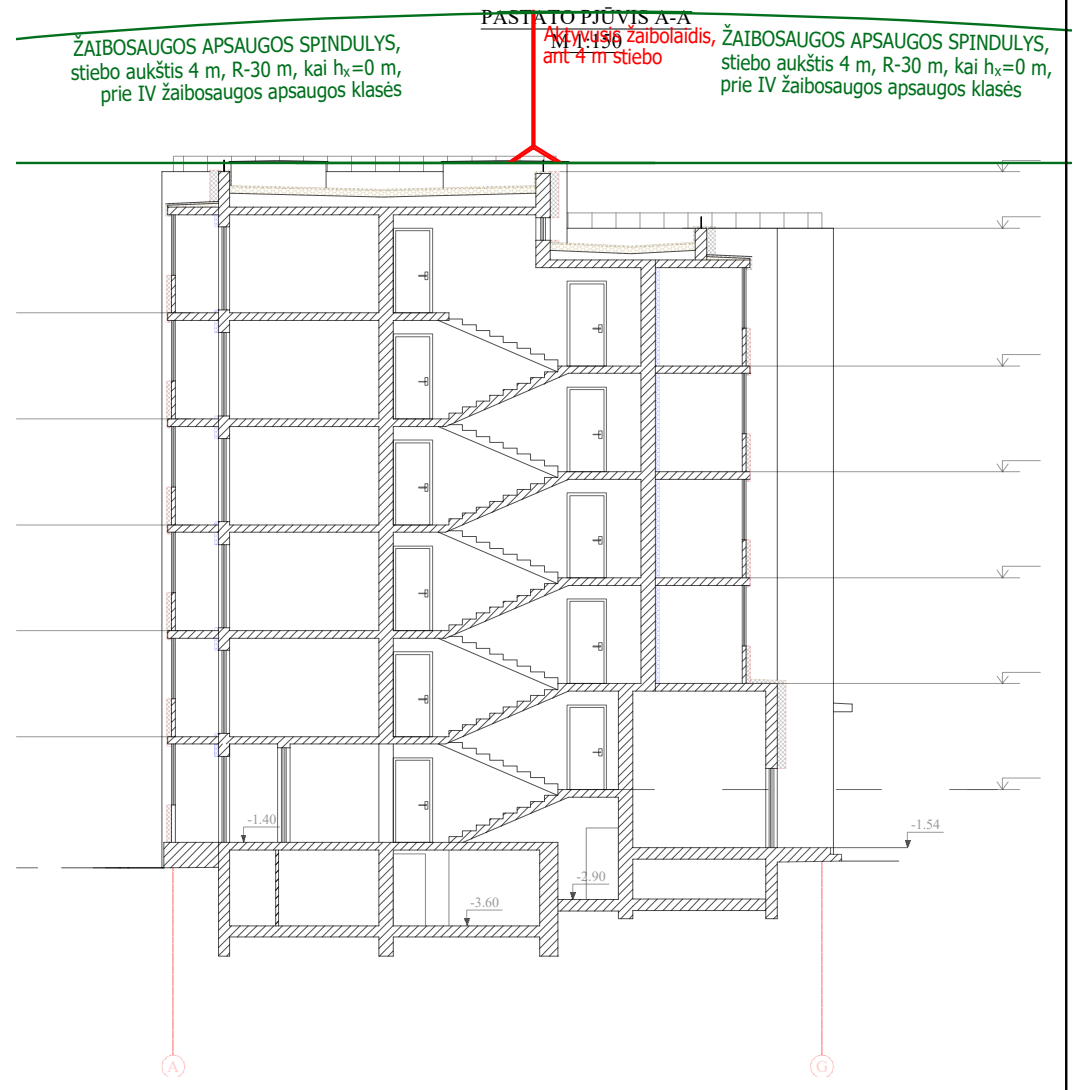 PASTATO PJŪVIS A-A
M 1:150
ŽAIBOSAUGOS APSAUGOS SPINDULYS,
stiebo aukštis 4 m, R-30 m, kai hx=0 m,
prie IV žaibosaugos apsaugos klasės
Aktyvusis žaibolaidis,
ant 4 m stiebo
ŽAIBOSAUGOS APSAUGOS SPINDULYS,
stiebo aukštis 4 m, R-30 m, kai hx=0 m,
prie IV žaibosaugos apsaugos klasės
-1.40
-1.54
-2.90
-3.60
A
G